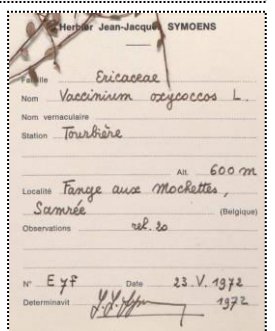 Herbier Jean-Jacques SYMOENS
Famille Ericaceae
Nom Vaccinium oxycoccos L.
Nom vernaculaire
Station Tourbière
Alt. 600 m
Localité Fange aux Mochettes,
Samrée (Belgique)
Observations rel. 20
N° E 7f Date 23.V.1972
Determinavit 1972